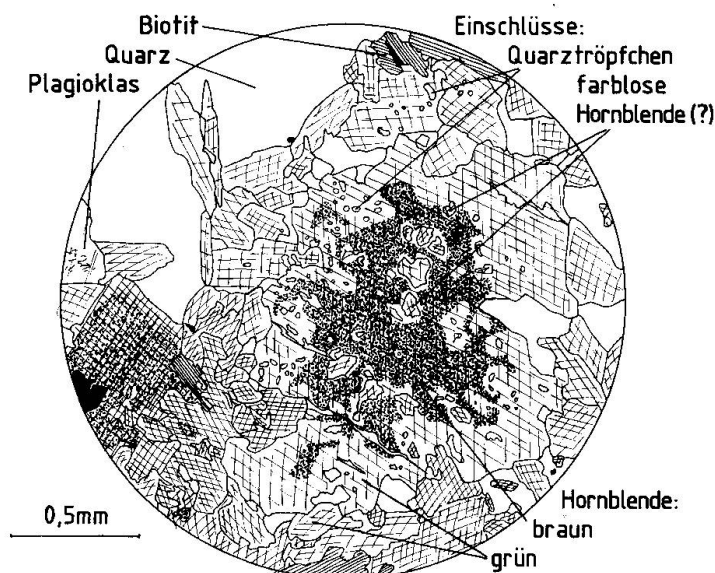 Biotit
Quarz
Plagioklas
Einschlüsse:
Quarztröpfchen
farblose
Hornblende (?)
0,5mm
Hornblende:
braun
grün